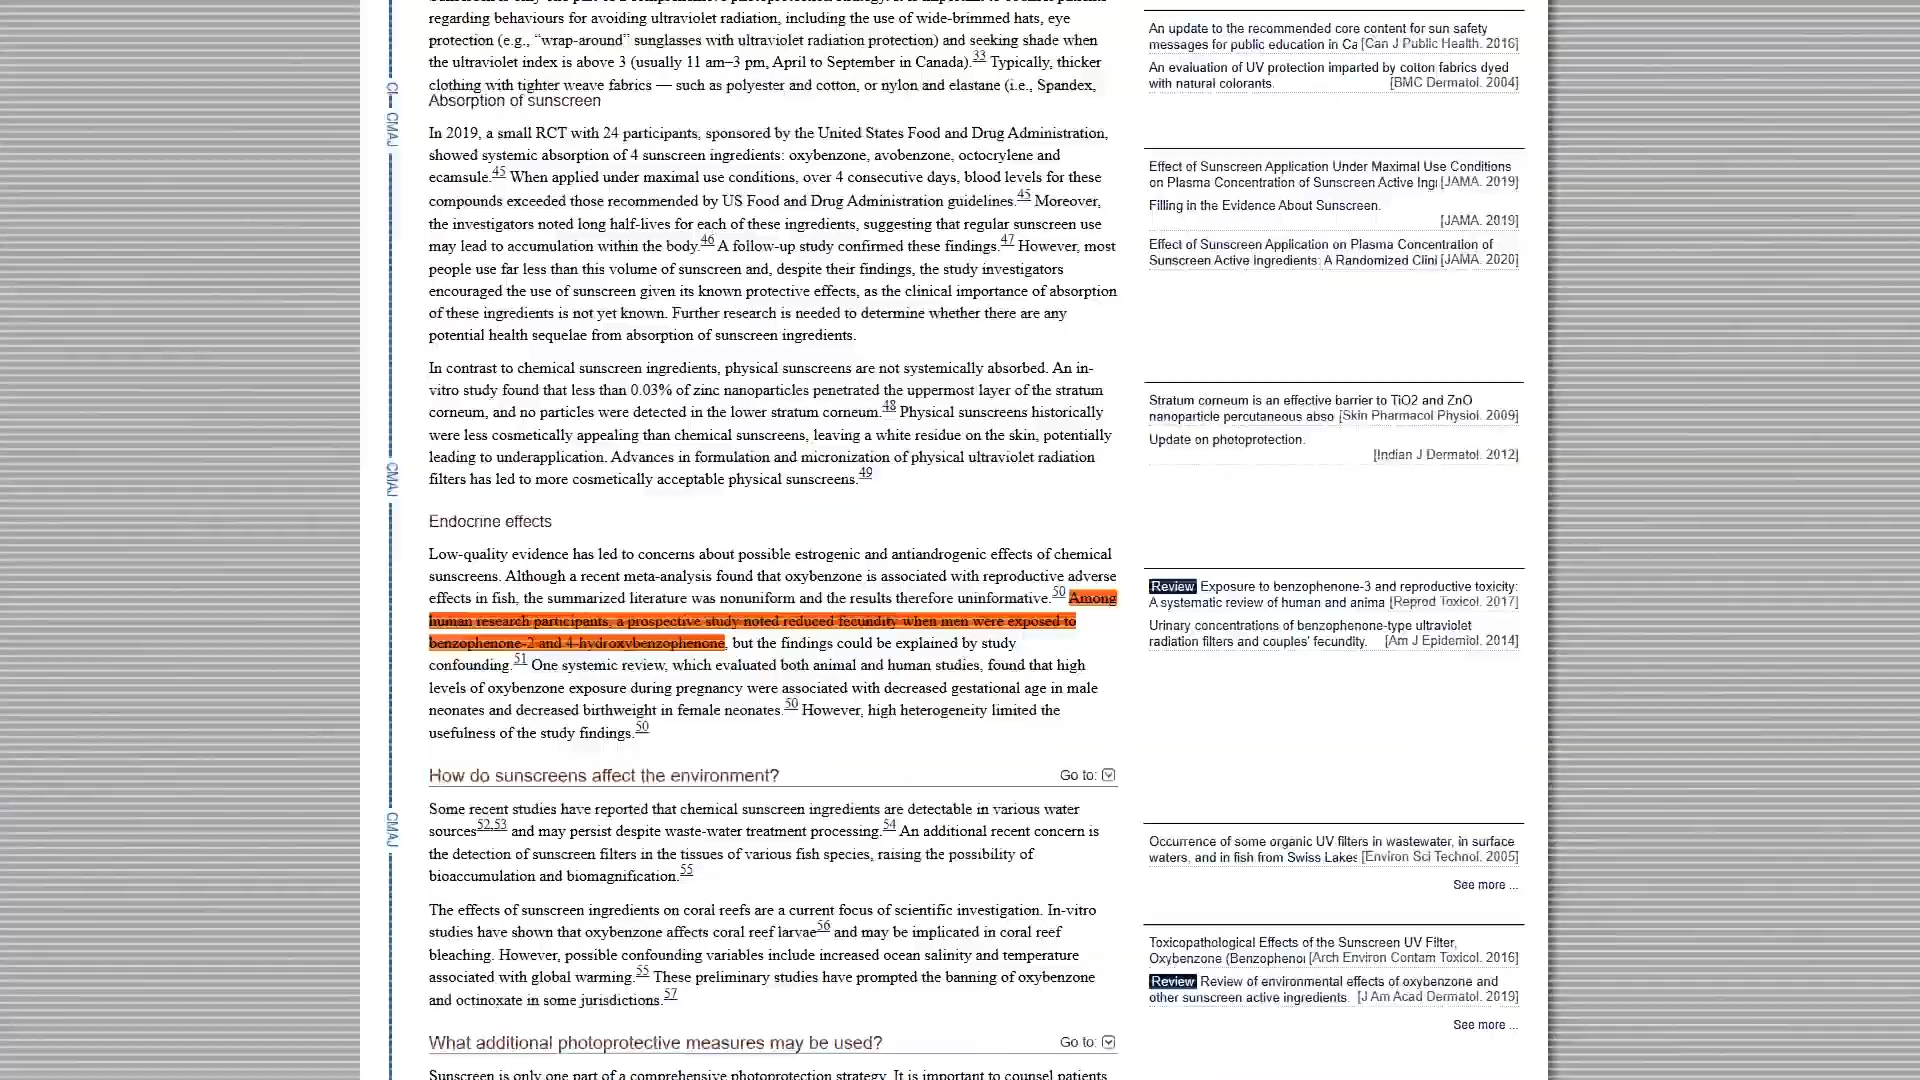 regarding behaviours for avoiding ultraviolet radiation, including the use of wide-brimmed hats, eye
protection (e.g., “wrap-around” sunglasses with ultraviolet radiation protection) and seeking shade when
the ultraviolet index is above 3 (usually 11 am–3 pm, April to September in Canada).33 Typically, thicker
clothing with tighter weave fabrics — such as polyester and cotton, or nylon and elastane (i.e., Spandex,
Absorption of sunscreen
In 2019, a small RCT with 24 participants, sponsored by the United States Food and Drug Administration,
showed systemic absorption of 4 sunscreen ingredients: oxybenzone, avobenzone, octocrylene and
ecamsule.45 When applied under maximal use conditions, over 4 consecutive days, blood levels for these
compounds exceeded those recommended by US Food and Drug Administration guidelines.45 Moreover,
the investigators noted long half-lives for each of these ingredients, suggesting that regular sunscreen use
may lead to accumulation within the body.46 A follow-up study confirmed these findings.47 However, most
people use far less than this volume of sunscreen and, despite their findings, the study investigators
encouraged the use of sunscreen given its known protective effects, as the clinical importance of absorption
of these ingredients is not yet known. Further research is needed to determine whether there are any
potential health sequelae from absorption of sunscreen ingredients.
In contrast to chemical sunscreen ingredients, physical sunscreens are not systemically absorbed. An in-
vitro study found that less than 0.03% of zinc nanoparticles penetrated the uppermost layer of the stratum
corneum, and no particles were detected in the lower stratum corneum.48 Physical sunscreens historically
were less cosmetically appealing than chemical sunscreens, leaving a white residue on the skin, potentially
leading to underapplication. Advances in formulation and micronization of physical ultraviolet radiation
filters has led to more cosmetically acceptable physical sunscreens.49
Endocrine effects
Low-quality evidence has led to concerns about possible estrogenic and antiandrogenic effects of chemical
sunscreens. Although a recent meta-analysis found that oxybenzone is associated with reproductive adverse
effects in fish, the summarized literature was nonuniform and the results therefore uninformative.50 Among
human research participants, a prospective study noted reduced fecundity when men were exposed to
benzophenone-2 and 4-hydroxybenzophenone, but the findings could be explained by study
confounding.51 One systemic review, which evaluated both animal and human studies, found that high
levels of oxybenzone exposure during pregnancy were associated with decreased gestational age in male
neonates and decreased birthweight in female neonates.50 However, high heterogeneity limited the
usefulness of the study findings.50
How do sunscreens affect the environment?
Go to:
Some recent studies have reported that chemical sunscreen ingredients are detectable in various water
sources52,53 and may persist despite waste-water treatment processing.54 An additional recent concern is
the detection of sunscreen filters in the tissues of various fish species, raising the possibility of
bioaccumulation and biomagnification.55
The effects of sunscreen ingredients on coral reefs are a current focus of scientific investigation. In-vitro
studies have shown that oxybenzone affects coral reef larvae56 and may be implicated in coral reef
bleaching. However, possible confounding variables include increased ocean salinity and temperature
associated with global warming.55 These preliminary studies have prompted the banning of oxybenzone
and octinoxate in some jurisdictions.57
What additional photoprotective measures may be used?
Go to:
Sunscreen is only one part of a comprehensive photoprotection strategy. It is important to counsel patients
CMAJ
CMAJ
CMAJ
An update to the recommended core content for sun safety
messages for public education in Ca [Can J Public Health. 2016]
An evaluation of UV protection imparted by cotton fabrics dyed
with natural colorants. [BMC Dermatol. 2004]
Effect of Sunscreen Application Under Maximal Use Conditions
on Plasma Concentration of Sunscreen Active Ingr [JAMA. 2019]
Filling in the Evidence About Sunscreen.
[JAMA. 2019]
Effect of Sunscreen Application on Plasma Concentration of
Sunscreen Active Ingredients: A Randomized Clini [JAMA. 2020]
Stratum corneum is an effective barrier to TiO2 and ZnO
nanoparticle percutaneous abso [Skin Pharmacol Physiol. 2009]
Update on photoprotection.
[Indian J Dermatol. 2012]
Review Exposure to benzophenone-3 and reproductive toxicity:
A systematic review of human and anima [Reprod Toxicol. 2017]
Urinary concentrations of benzophenone-type ultraviolet
radiation filters and couples' fecundity. [Am J Epidemiol. 2014]
Occurrence of some organic UV filters in wastewater, in surface
waters, and in fish from Swiss Lakes [Environ Sci Technol. 2005]
See more ...
Toxicopathological Effects of the Sunscreen UV Filter,
Oxybenzone (Benzophenon [Arch Environ Contam Toxicol. 2016]
Review Review of environmental effects of oxybenzone and
other sunscreen active ingredients. [J Am Acad Dermatol. 2019]
See more ...